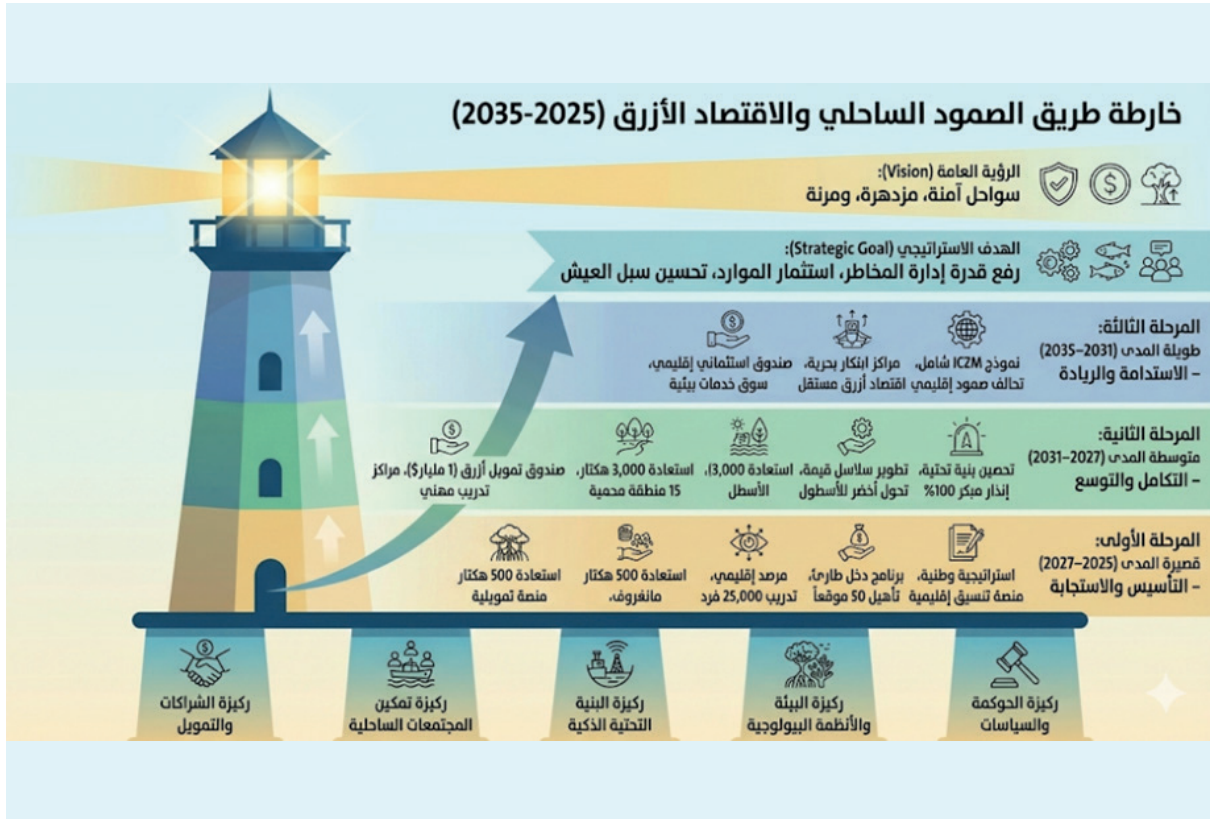 خارطة طريق الصمود الساحلي والاقتصاد الأزرق (2025-2035)
الرؤية العامة (Vision):
سواحل آمنة، مزدهرة، ومرنة
الهدف الاستراتيجي (Strategic Goal):
رفع قدرة إدارة المخاطر، استثمار الموارد، تحسين سبل العيش
المرحلة الثالثة:
طويلة المدى (2031–2035)
– الاستدامة والريادة
نموذج ICZM شامل،
تحالف صمود إقليمي
مراكز ابتكار بحرية،
اقتصاد أزرق مستقل
صندوق استئماني إقليمي،
سوق خدمات بيئية
المرحلة الثانية:
متوسطة المدى (2027–2031)
– التكامل والتوسع
تحصين بنية تحتية،
إنذار مبكر 100%
تطوير سلاسل قيمة،
تحول أخضر للأسطول
استعادة 3,000)،
الأسطل
استعادة 3,000 هكتار،
15 منطقة محمية
صندوق تمويل أزرق (1 مليار$)، مراكز
تدريب مهني
المرحلة الأولى:
قصيرة المدى (2025–2027)
– التأسيس والاستجابة
استراتيجية وطنية،
منصة تنسيق إقليمية
برنامج دخل طارئ،
تأهيل 50 موقعاً
مرصد إقليمي،
تدريب 25,000 فرد
استعادة 500 هكتار
مانغروف،
استعادة 500 هكتار
منصة تمويلية
ركيزة الحوكمة
والسياسات
ركيزة البيئة
والأنظمة البيولوجية
ركيزة البنية
التحتية الذكية
ركيزة تمكين
المجتمعات الساحلية
ركيزة الشراكات
والتمويل